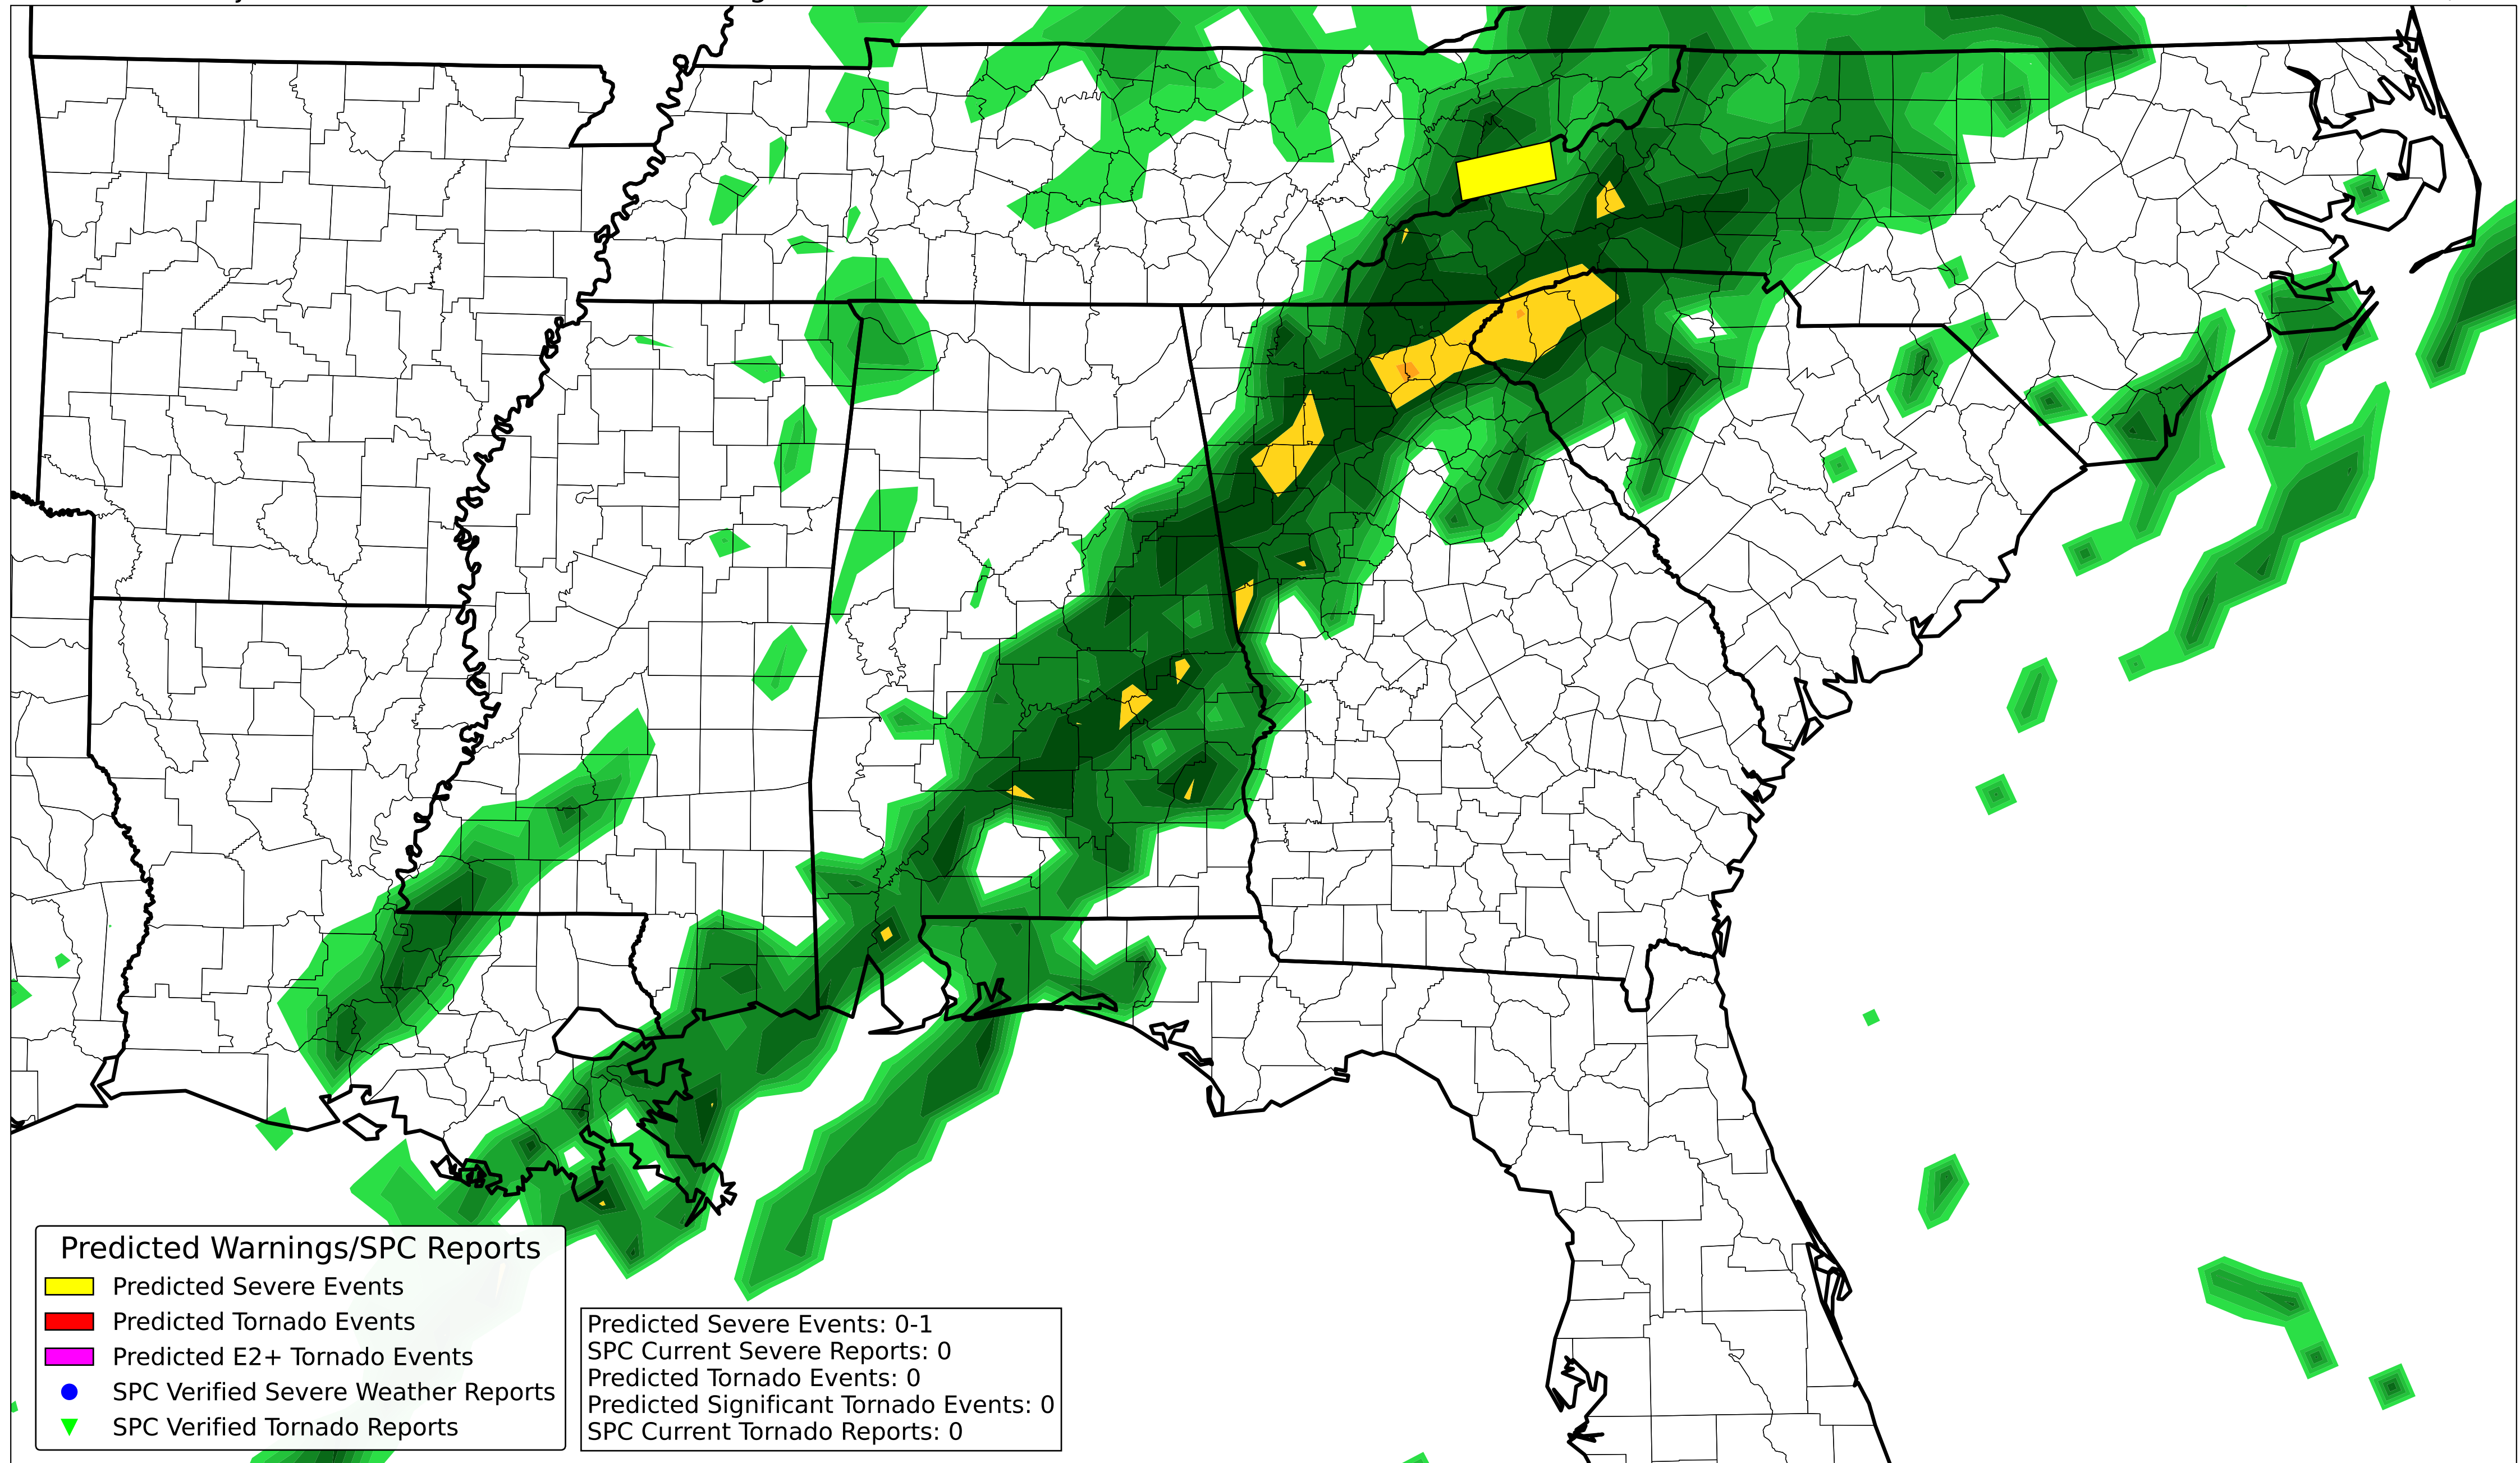 Predicted Warnings/SPC Reports
Predicted Severe Events
Predicted Tornado Events
Predicted E2+ Tornado Events
SPC Verified Severe Weather Reports
SPC Verified Tornado Reports
Predicted Severe Events: 0-1
SPC Current Severe Reports: 0
Predicted Tornado Events: 0
Predicted Significant Tornado Events: 0
SPC Current Tornado Reports: 0